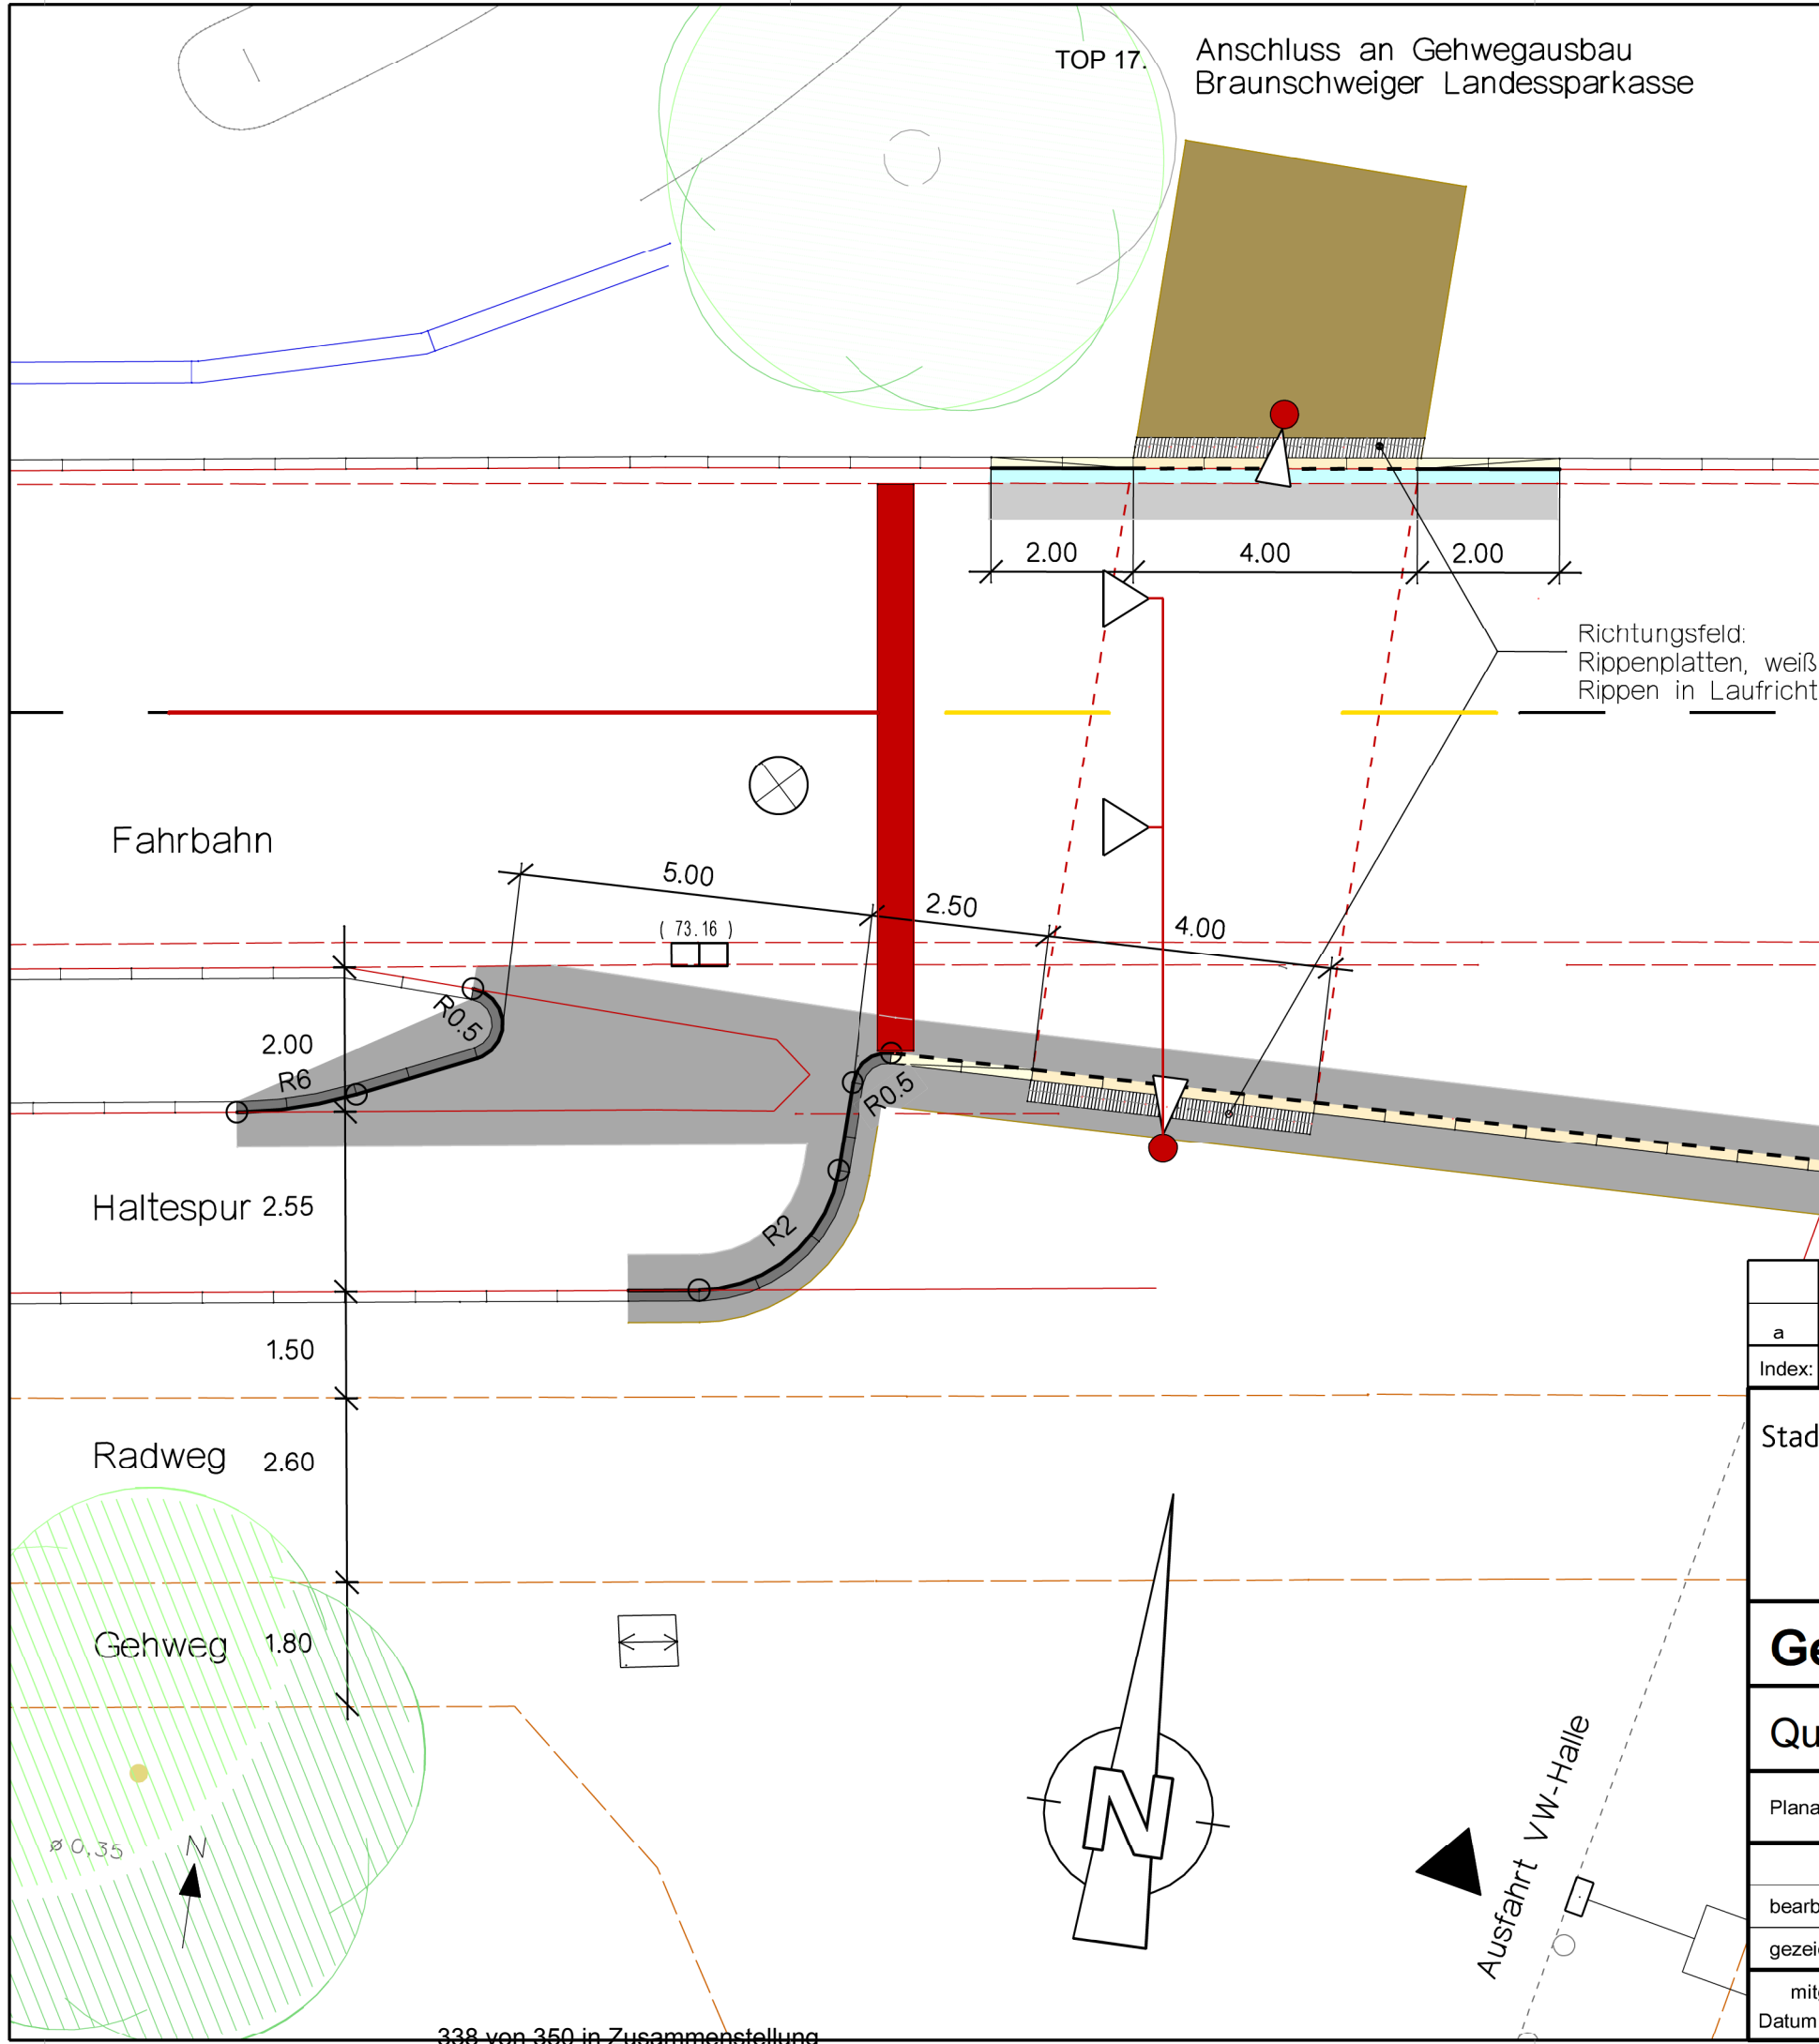 TOP 17.
Anschluss an Gehwegausbau
Braunschweiger Landessparkasse
2.00
4.00
2.00
Richtungsfeld:
Rippenplatten, weiß
Rippen in Laufricht
Fahrbahn
5.00
2.50
4.00
( 73.16 )
R0.5
2.00
R6
R0.5
Haltespur
2.55
R2
1.50
a
Index:
Stad
Radweg
2.60
Gehweg
1.80
Ge
Qu
N
Ausfahrt VW-Halle
Plana
ø 0,35
N
bearb
gezei
mit
Datum
338 von 350 in Zusammenstellung